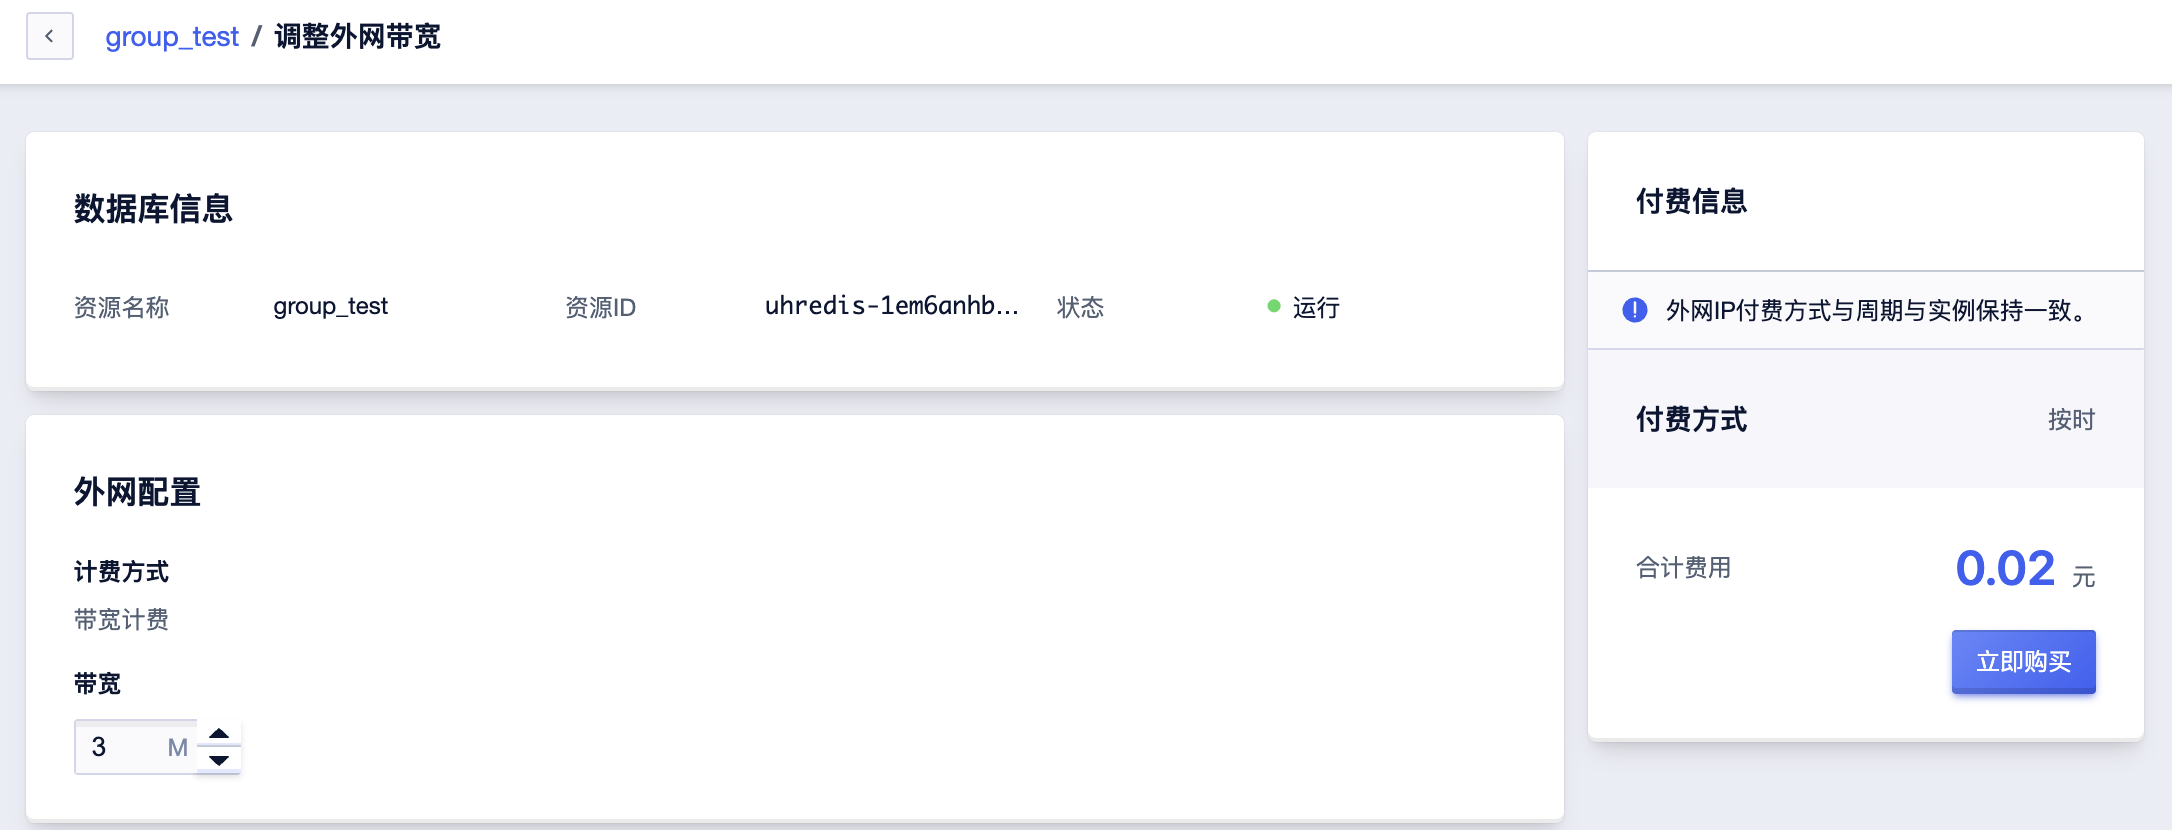 group_test / 调整外网带宽
数据库信息
资源名称 group_test 资源ID uhredis-1em6anhb... 状态 运行
外网配置
计费方式
带宽计费
带宽
3 M
付费信息
外网IP付费方式与周期与实例保持一致。
付费方式 按时
合计费用 0.02 元
立即购买